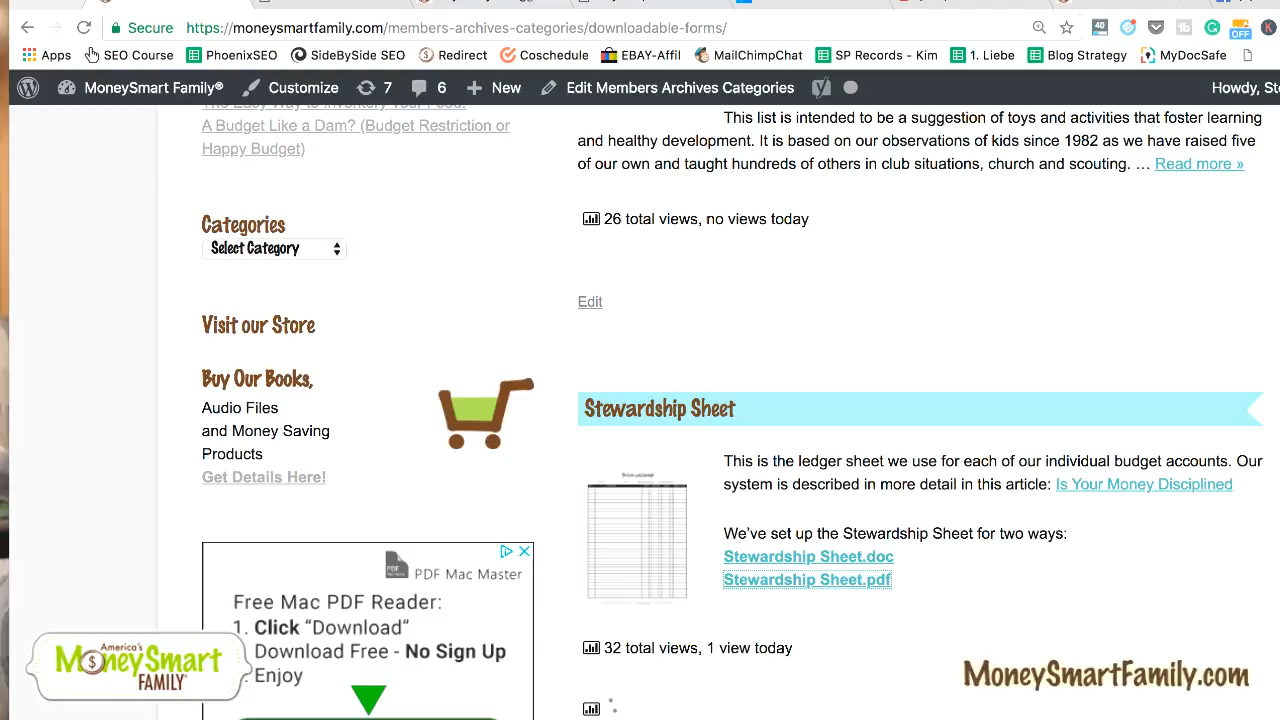 Secure https://moneysmartfamily.com/members-archives-categories/downloadable-forms/
40
OFF
K
Apps SEO Course PhoenixSEO SideBySide SEO Redirect Coschedule EBAY-Affil MailChimpChat SP Records - Kim 1. Liebe Blog Strategy MyDocSafe
MoneySmart Family® Customize 7 6 New Edit Members Archives Categories Howdy, Ste
The Easy Way to Inventory Your Food!
A Budget Like a Dam? (Budget Restriction or
Happy Budget)
Categories
Select Category
Visit our Store
Buy Our Books,
Audio Files
and Money Saving
Products
Get Details Here!
PDF Mac Master
Free Mac PDF Reader:
1. Click “Download”
Download Free - No Sign Up
Enjoy
This list is intended to be a suggestion of toys and activities that foster learning
and healthy development. It is based on our observations of kids since 1982 as we have raised five
of our own and taught hundreds of others in club situations, church and scouting. … Read more »
26 total views, no views today
Edit
Stewardship Sheet
This is the ledger sheet we use for each of our individual budget accounts. Our
system is described in more detail in this article: Is Your Money Disciplined
We’ve set up the Stewardship Sheet for two ways:
Stewardship Sheet.doc
Stewardship Sheet.pdf
32 total views, 1 view today
America's
MoneySmart
FAMILY®
MoneySmartFamily.com